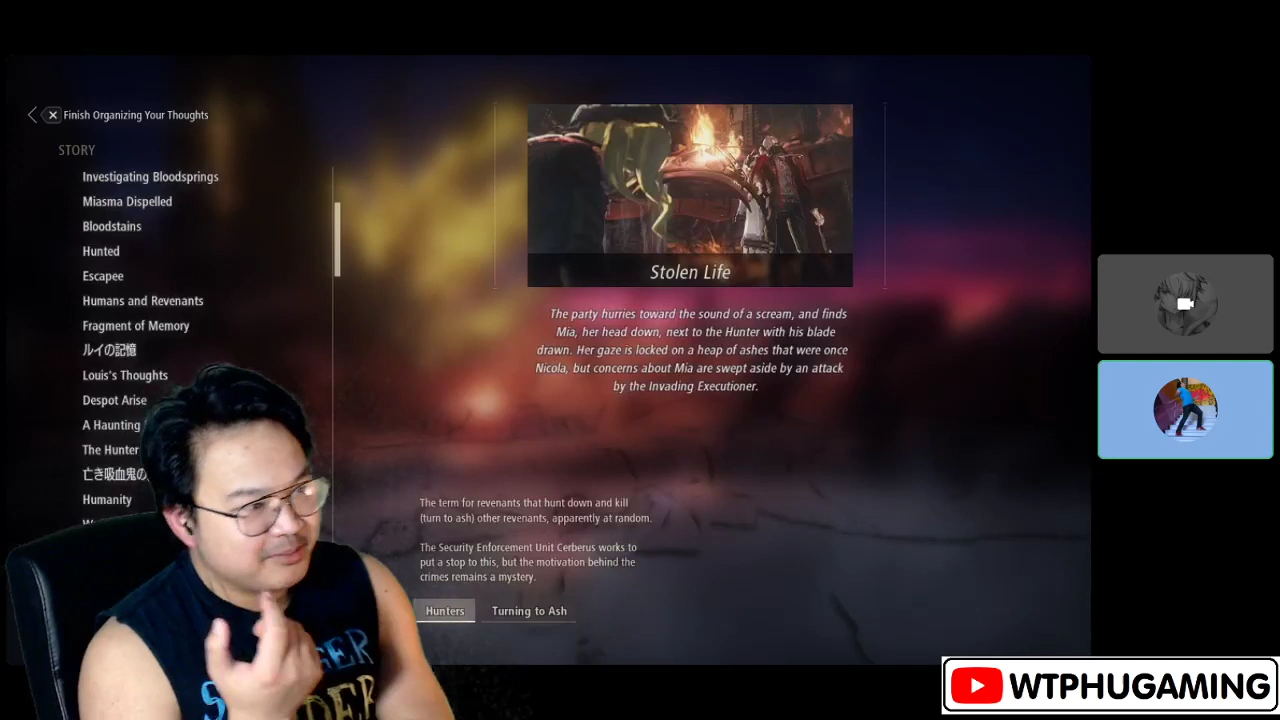 Finish Organizing Your Thoughts
STORY
Investigating Bloodsprings
Miasma Dispelled
Bloodstains
Hunted
Escapee
Humans and Revenants
Fragment of Memory
ルイの記憶
Louis's Thoughts
Despot Arise
A Haunting
The Hunter
亡き吸血鬼の
Humanity
Stolen Life
The party hurries toward the sound of a scream, and finds
Mia, her head down, next to the Hunter with his blade
drawn. Her gaze is locked on a heap of ashes that were once
Nicola, but concerns about Mia are swept aside by an attack
by the Invading Executioner.
The term for revenants that hunt down and kill
(turn to ash) other revenants, apparently at random.
The Security Enforcement Unit Cerberus works to
put a stop to this, but the motivation behind the
crimes remains a mystery.
Hunters
Turning to Ash
WTPHUGAMING